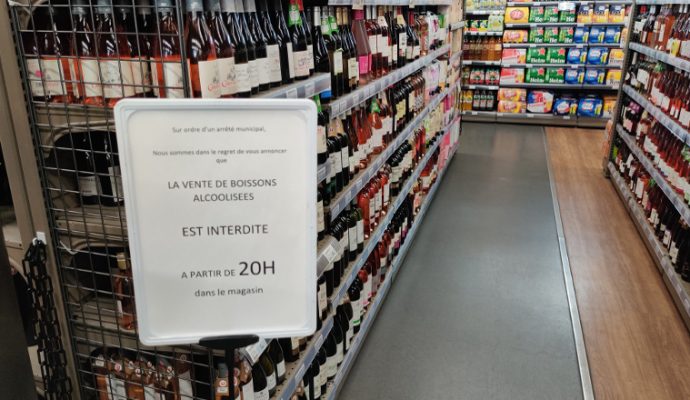 Sur ordre d'un arrêté municipal,
Nous sommes dans le regret de vous annoncer
que
LA VENTE DE BOISSONS
ALCOOLISEES
EST INTERDITE
A PARTIR DE 20H
dans le magasin